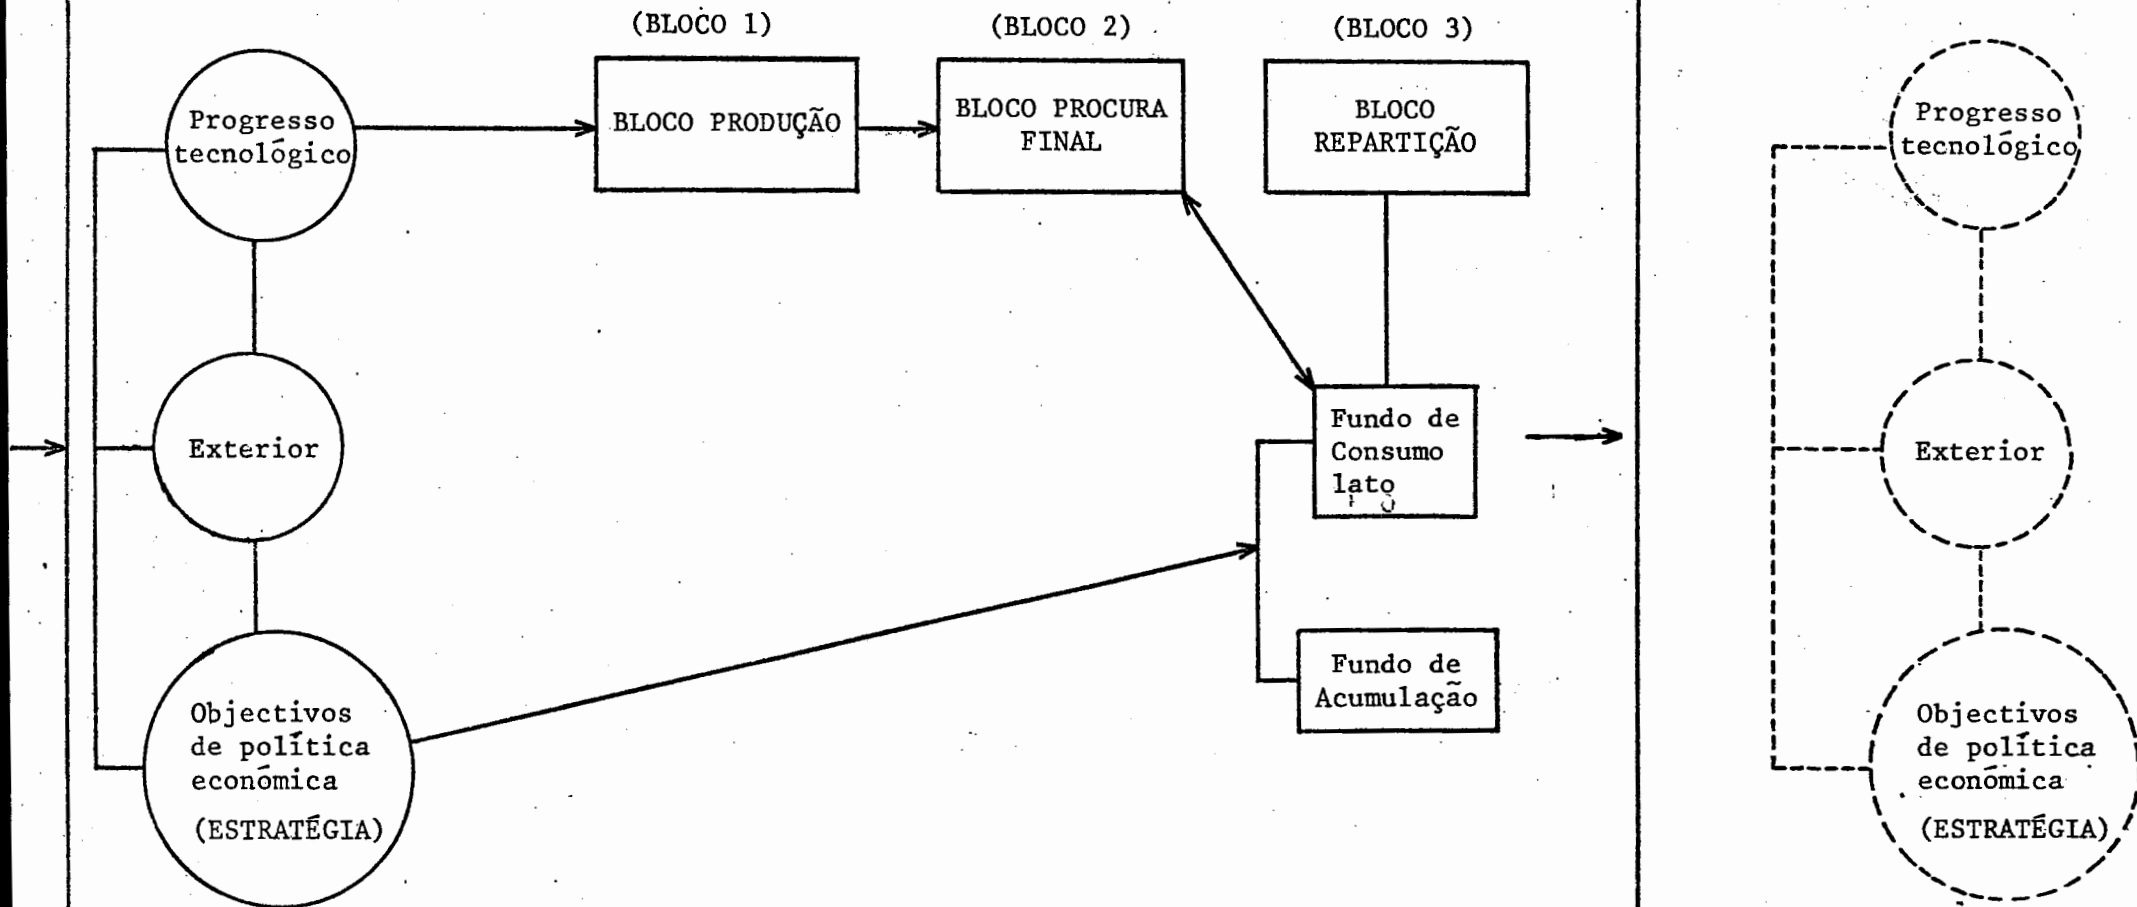 (BLOCO 1)
(BLOCO 2)
(BLOCO 3)
Progresso
tecnológico
BLOCO PRODUÇÃO
BLOCO PROCURA
FINAL
BLOCO
REPARTIÇÃO
Progresso
tecnológico
Exterior
Fundo de
Consumo
lato
Exterior
Fundo de
Acumulação
Objectivos
de política
económica
(ESTRATÉGIA)
Objectivos
de política
económica
(ESTRATÉGIA)